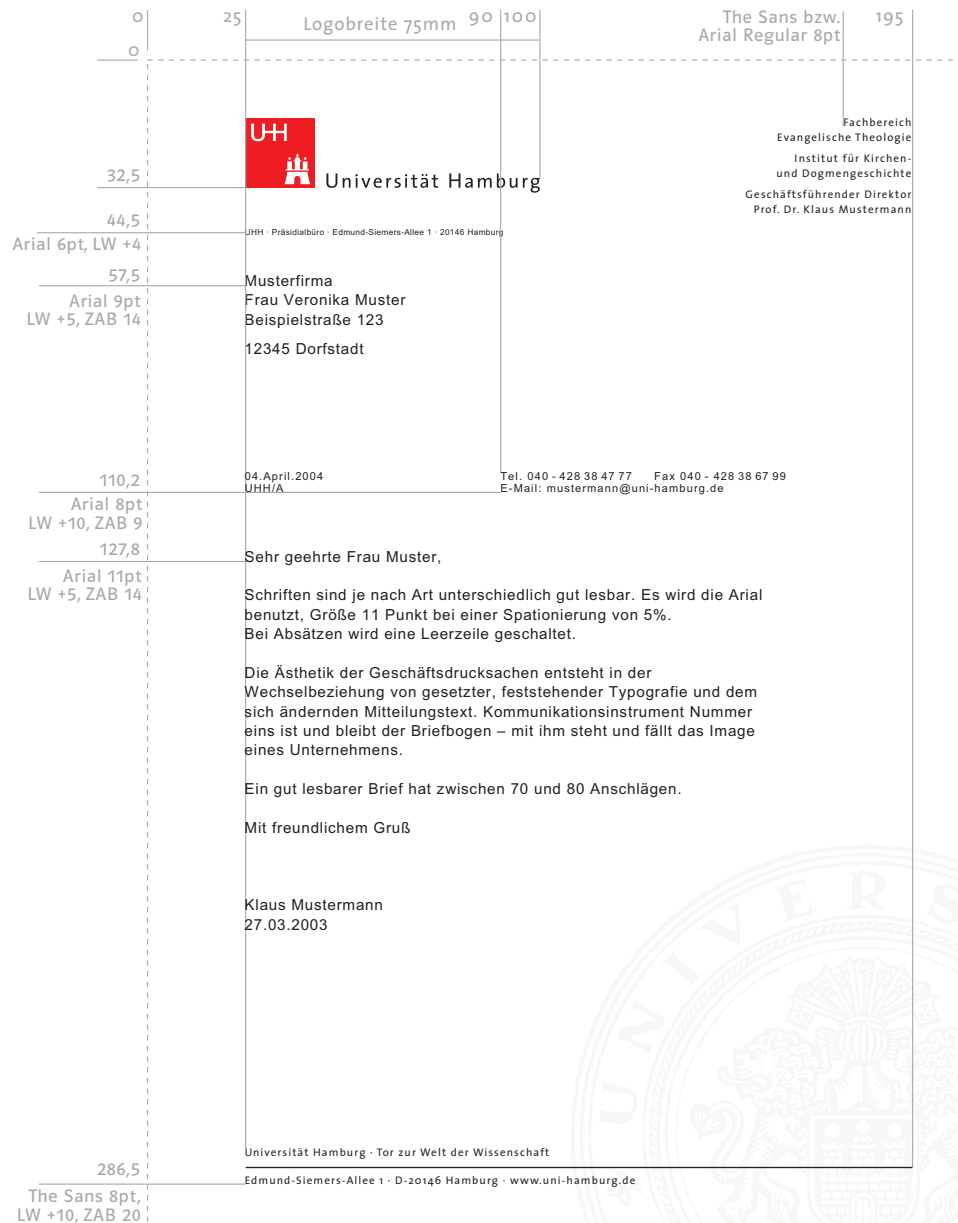 0
25
Logobreite 75mm
90
100
The Sans bzw.
Arial Regular 8pt
195
0
UHH
Universität Hamburg
Fachbereich
Evangelische Theologie
Institut für Kirchen-
und Dogmengeschichte
Geschäftsführender Direktor
Prof. Dr. Klaus Mustermann
32,5
44,5
Arial 6pt, LW +4
UHH · Präsidialbüro · Edmund-Siemers-Allee 1 · 20146 Hamburg
57,5
Arial 9pt
LW +5, ZAB 14
Musterfirma
Frau Veronika Muster
Beispielstraße 123
12345 Dorfstadt
110,2
Arial 8pt
LW +10, ZAB 9
04.April.2004
UHH/A
Tel. 040 - 428 38 47 77 Fax 040 - 428 38 67 99
E-Mail: mustermann@uni-hamburg.de
127,8
Arial 11pt
LW +5, ZAB 14
Sehr geehrte Frau Muster,
Schriften sind je nach Art unterschiedlich gut lesbar. Es wird die Arial
benutzt, Größe 11 Punkt bei einer Spationierung von 5%.
Bei Absätzen wird eine Leerzeile geschaltet.
Die Ästhetik der Geschäftsdrucksachen entsteht in der
Wechselbeziehung von gesetzter, feststehender Typografie und dem
sich ändernden Mitteilungstext. Kommunikationsinstrument Nummer
eins ist und bleibt der Briefbogen – mit ihm steht und fällt das Image
eines Unternehmens.
Ein gut lesbarer Brief hat zwischen 70 und 80 Anschlägen.
Mit freundlichem Gruß
Klaus Mustermann
27.03.2003
UNIVERS
Universität Hamburg · Tor zur Welt der Wissenschaft
Edmund-Siemers-Allee 1 · D-20146 Hamburg · www.uni-hamburg.de
286,5
The Sans 8pt,
LW +10, ZAB 20